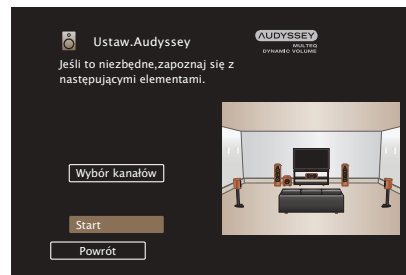 Ustaw.Audyssey
AUDYSSEY
MULTEQ
DYNAMIC VOLUME
Jeśli to niezbędne,zapoznaj się z
następującymi elementami.
Wybór kanałów
Start
Powrót